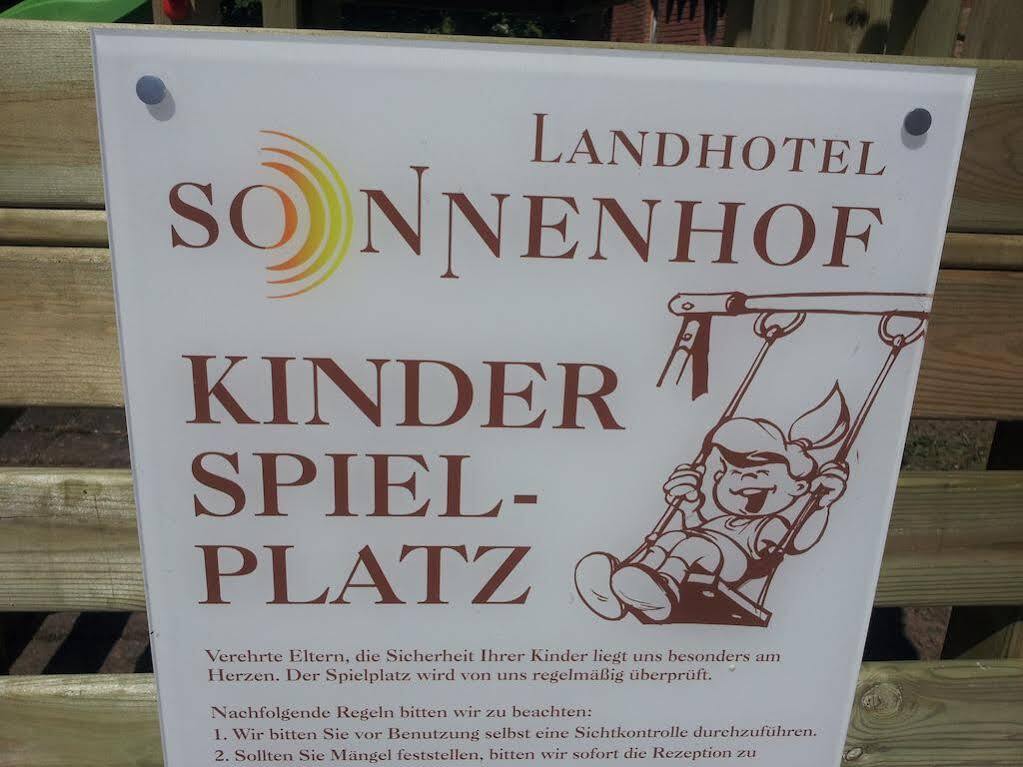 LANDHOTEL
SONNENHOF
KINDER
SPIEL-
PLATZ
Verehrte Eltern, die Sicherheit Ihrer Kinder liegt uns besonders am
Herzen. Der Spielplatz wird von uns regelmäßig überprüft.
Nachfolgende Regeln bitten wir zu beachten:
1. Wir bitten Sie vor Benutzung selbst eine Sichtkontrolle durchzuführen.
2. Sollten Sie Mängel feststellen, bitten wir sofort die Rezeption zu